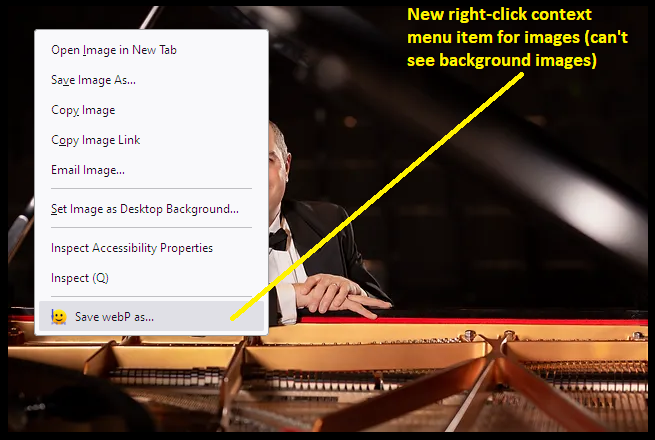 New right-click context
menu item for images (can't
see background images)
Open Image in New Tab
Save Image As...
Copy Image
Copy Image Link
Email Image...
Set Image as Desktop Background...
Inspect Accessibility Properties
Inspect (Q)
Save webP as...